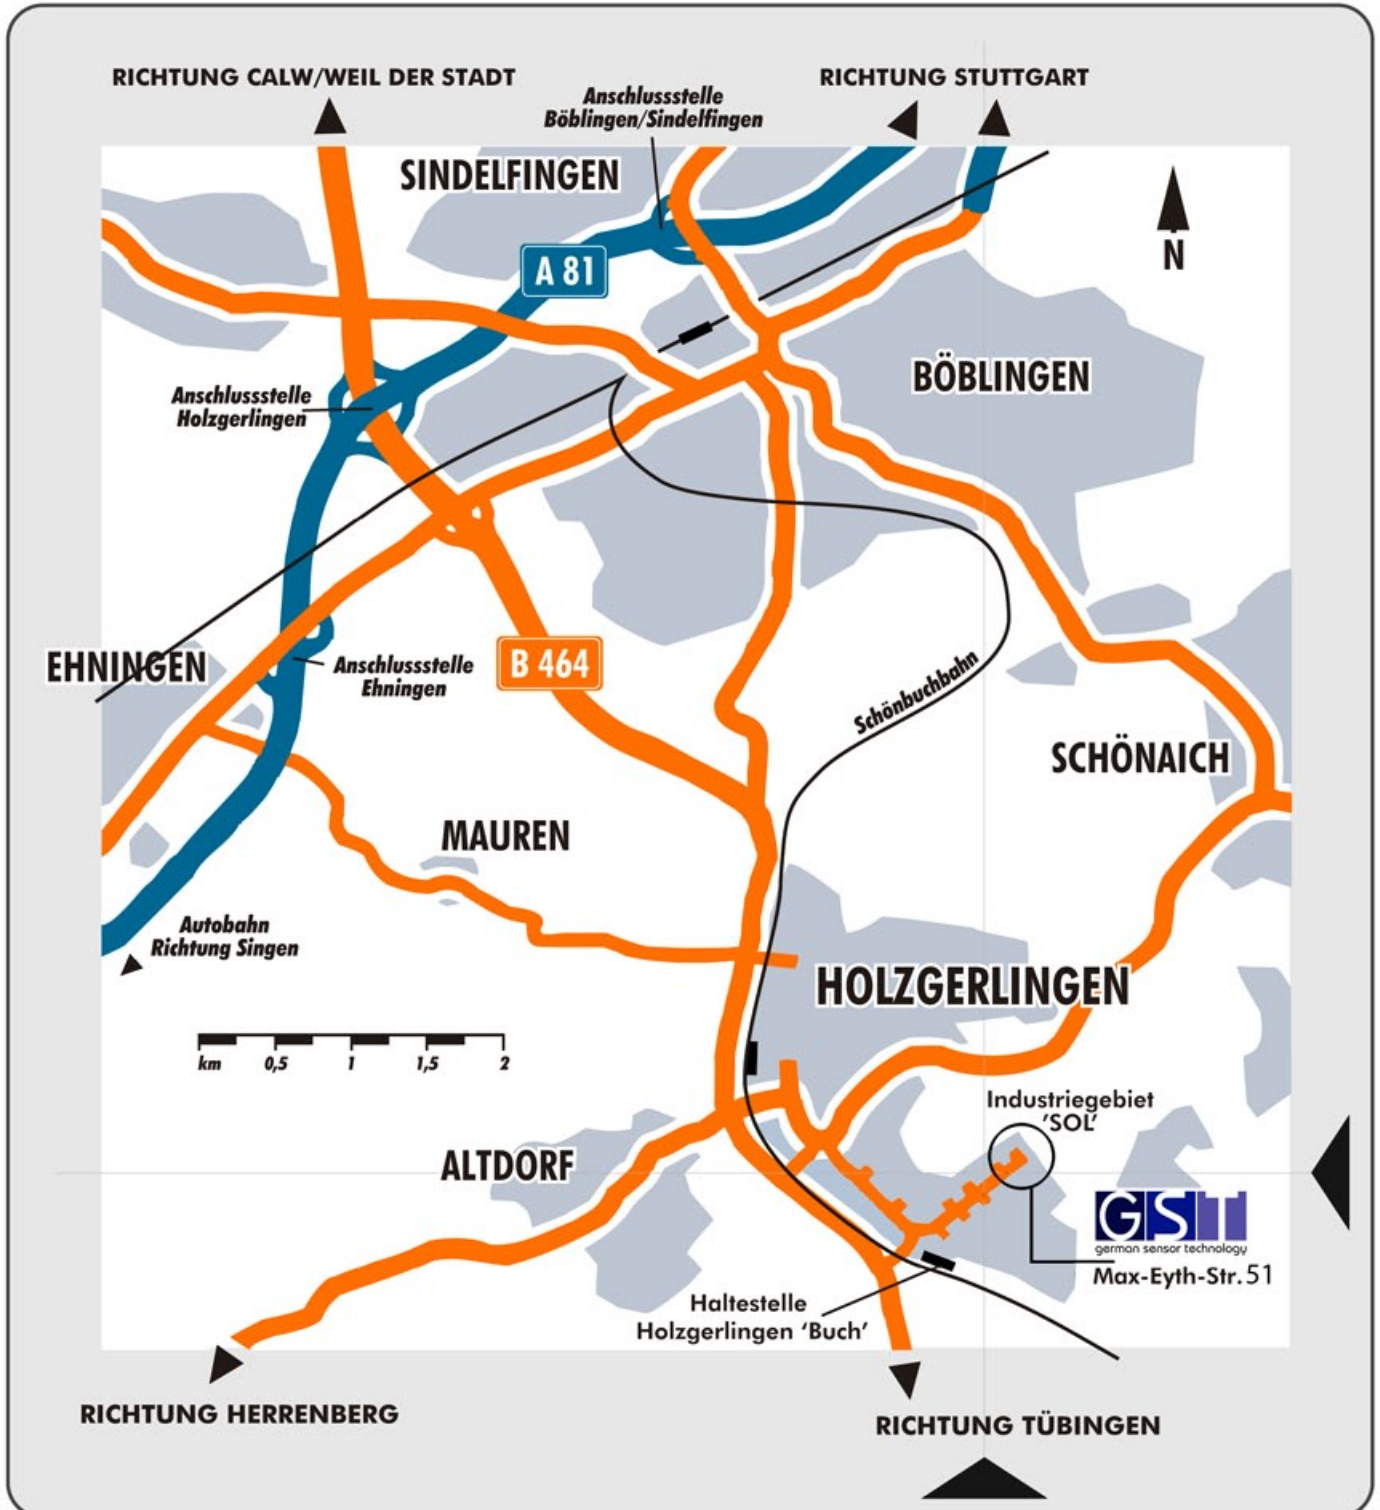 RICHTUNG CALW/WEIL DER STADT
RICHTUNG STUTTGART
Anschlussstelle
Böblingen/Sindelfingen
SINDELFINGEN
N
A 81
BÖBLINGEN
Anschlussstelle
Holzgerlingen
EHNINGEN
Anschlussstelle
Ehningen
B 464
Schönbuchbahn
SCHÖNAICH
MAUREN
Autobahn
Richtung Singen
HOLZGERLINGEN
km 0,5 1 1,5 2
Industriegebiet
'SOL'
ALTDORF
GST
german sensor technology
Max-Eyth-Str. 51
Haltestelle
Holzgerlingen ‘Buch’
RICHTUNG HERRENBERG
RICHTUNG TÜBINGEN